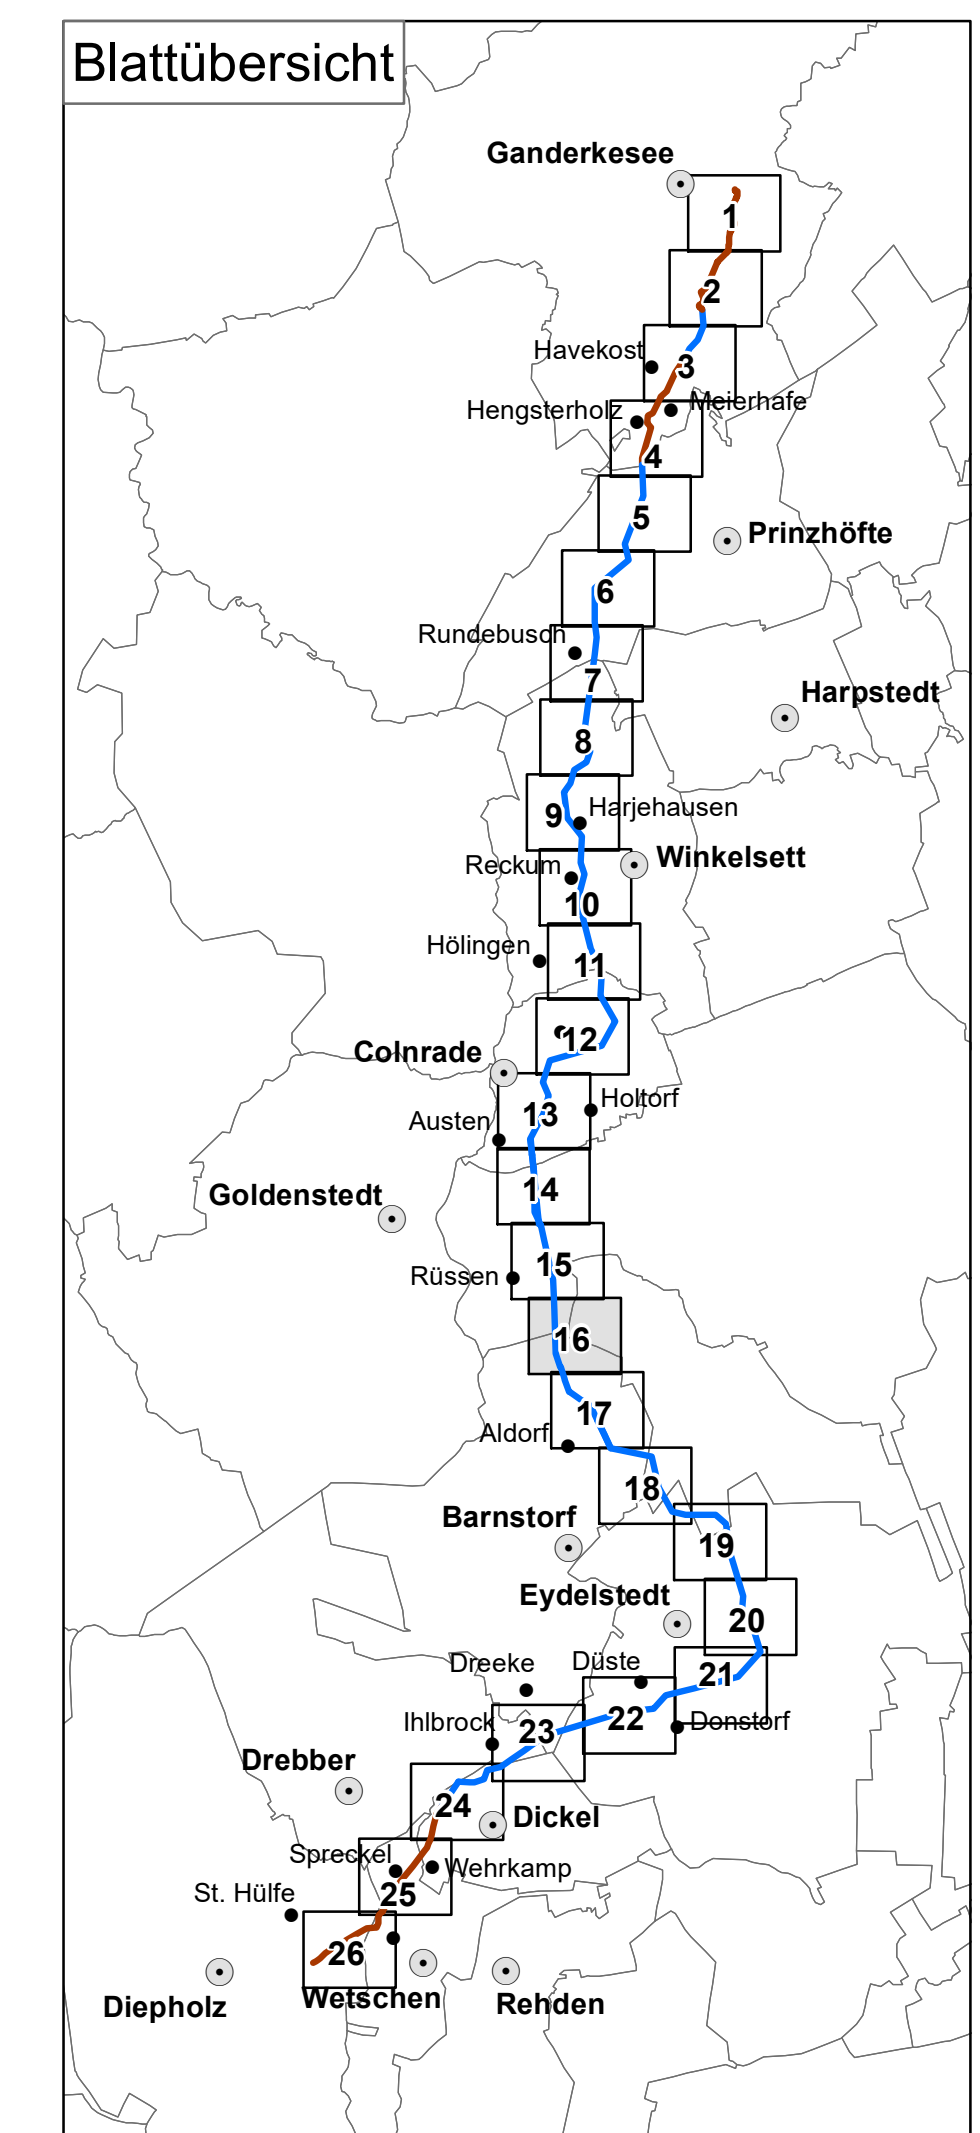 Blattübersicht
Ganderkesee
1
2
Havekost
3
Meierhafe
Hengsterholz
4
5
Prinzhöfte
6
Rundebusch
7
Harpstedt
8
9
Harjehausen
Winkelsett
Reckum
10
Hölingen
11
12
Colnrade
Holtorf
13
Austen
14
Goldenstedt
15
Rüssen
16
17
Aldorf
18
Barnstorf
19
Eydelstedt
20
Dreeke
Düste
21
Ihlbrock
22
Donstorf
23
Drebber
24
Dickel
Spreckel
Wehrkamp
St. Hülfe
25
26
Wetschen
Diepholz
Rehden